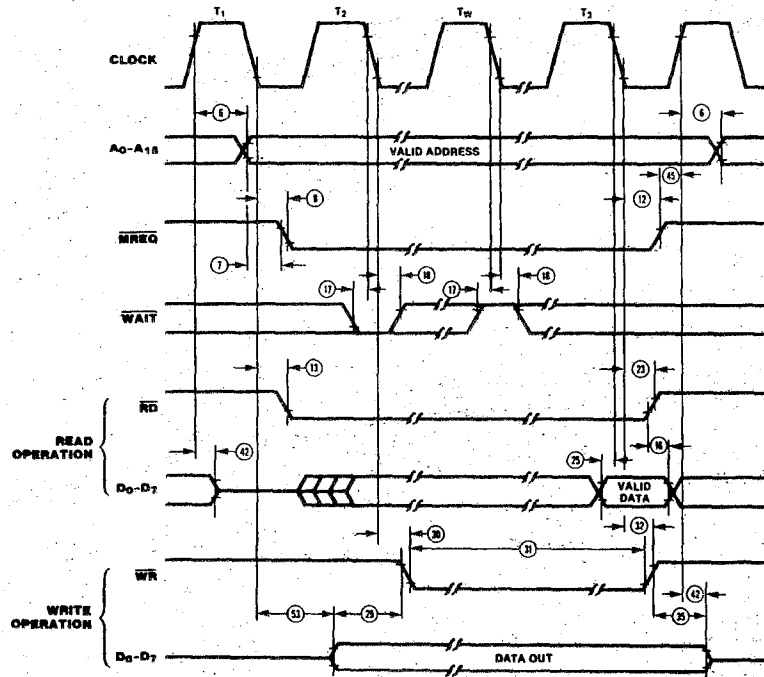 T1 T2 TW T3
CLOCK
6 6
A0–A15 VALID ADDRESS
45
8 12
MREQ
7
17 18 17 18
WAIT
13 23
RD
READ OPERATION
42 25 16
D0–D7 VALID DATA
30 32
31
WR
42
WRITE OPERATION
53 29 35
D0–D7 DATA OUT